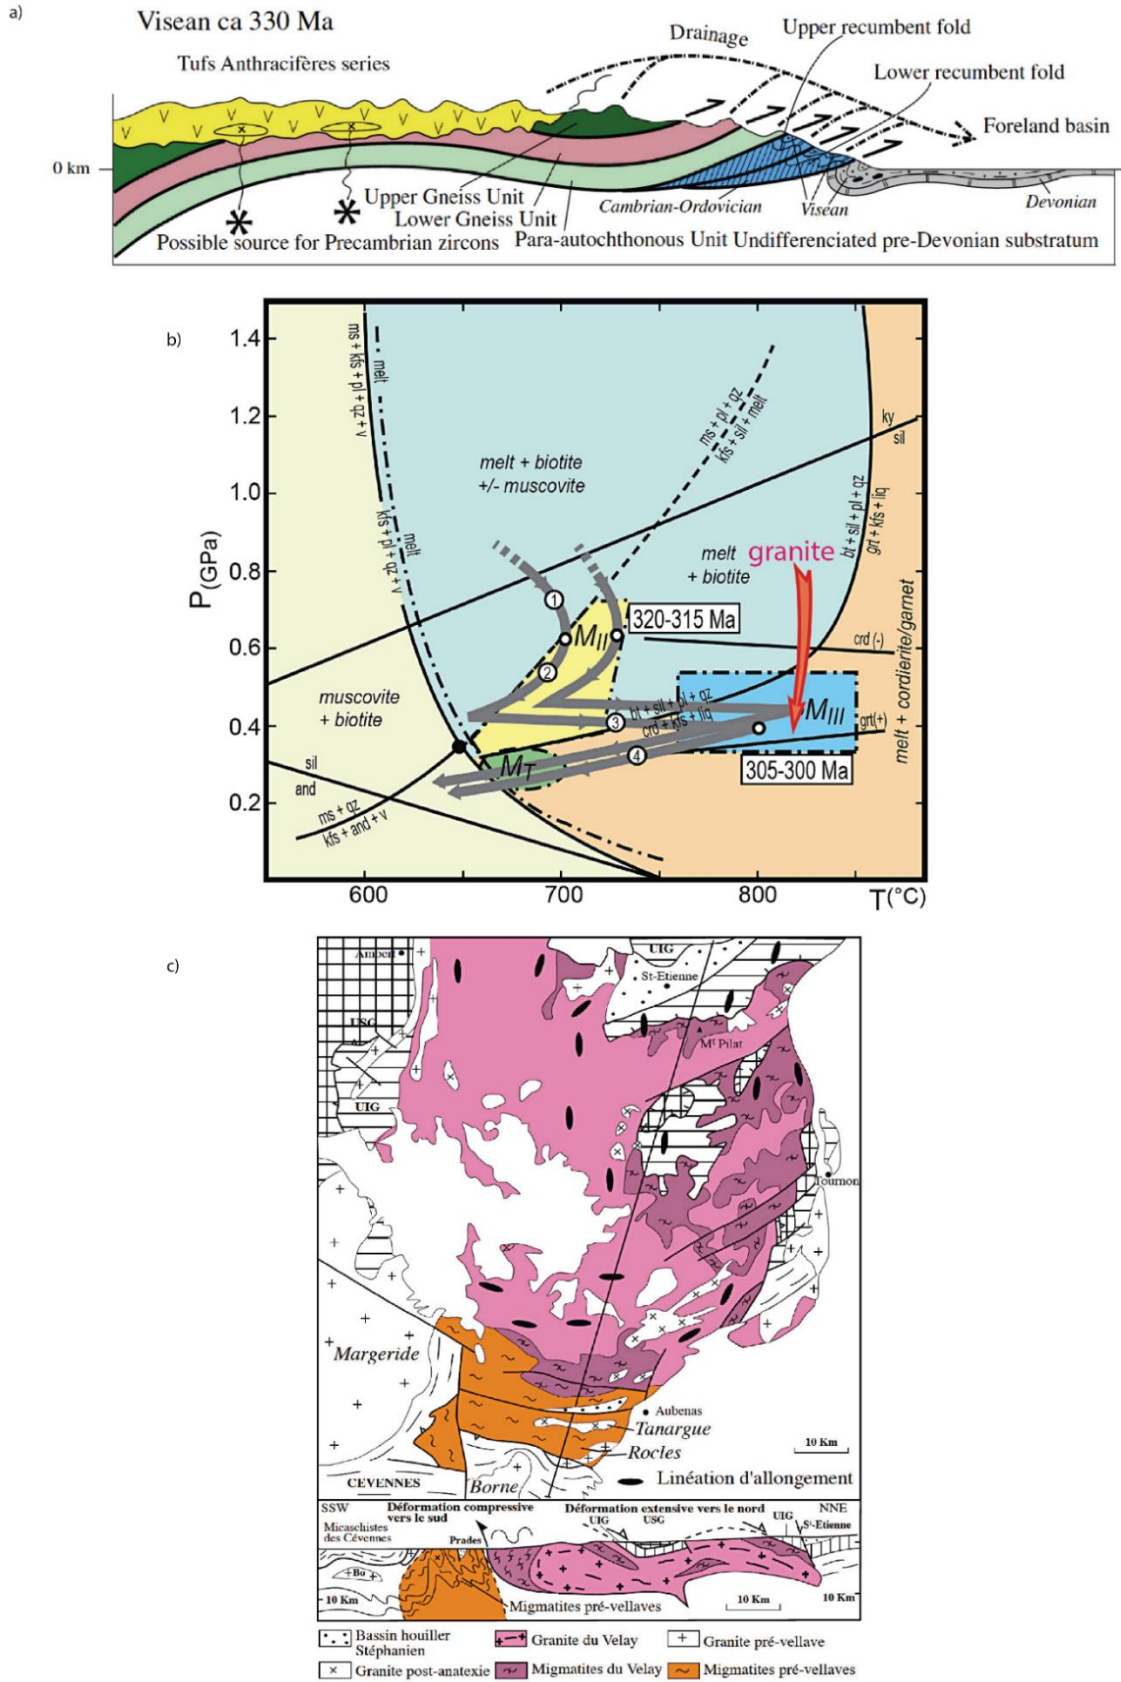 a)
Visean ca 330 Ma
Tufs Anthracifères series
Drainage
Upper recumbent fold
Lower recumbent fold
Foreland basin
0 km
Upper Gneiss Unit
Lower Gneiss Unit
Cambrian-Ordovician
Visean
Devonian
Possible source for Precambrian zircons
Para-autochthonous Unit
Undifferenciated pre-Devonian substratum
b)
P(GPa)
1.4
1.2
1.0
0.8
0.6
0.4
0.2
ms + kfs + pl + qz + v
melt
kfs + pl + qz + v
melt
melt + biotite
+/- muscovite
ms + pl + qz
kfs + sil + melt
ky
sil
melt
+ biotite
granite
bt + sil + pl + qz
grt + kfs + liq
1
MII
320-315 Ma
crd (-)
2
muscovite
+ biotite
bt + sil + pl + qz
crd + kfs + liq
3
MIII
grt(+)
melt + cordierite/garnet
4
MT
305-300 Ma
sil
and
ms + qz
kfs + and + v
600
700
800
T(°C)
c)
Ambert
UIG
St-Etienne
USG
Mt Pilat
UIG
Tournon
Margeride
Aubenas
Tanargue
Rocles
10 Km
CEVENNES
Borne
Linéation d'allongement
SSW
Déformation compressive
vers le sud
Déformation extensive vers le nord
NNE
UIG
USG
UIG
St-Etienne
Micaschistes
des Cévennes
Prades
Bo
10 Km
Migmatites pré-vellaves
10 Km
10 Km
Bassin houiller
Stéphanien
Granite du Velay
Granite pré-vellave
Granite post-anatexie
Migmatites du Velay
Migmatites pré-vellaves